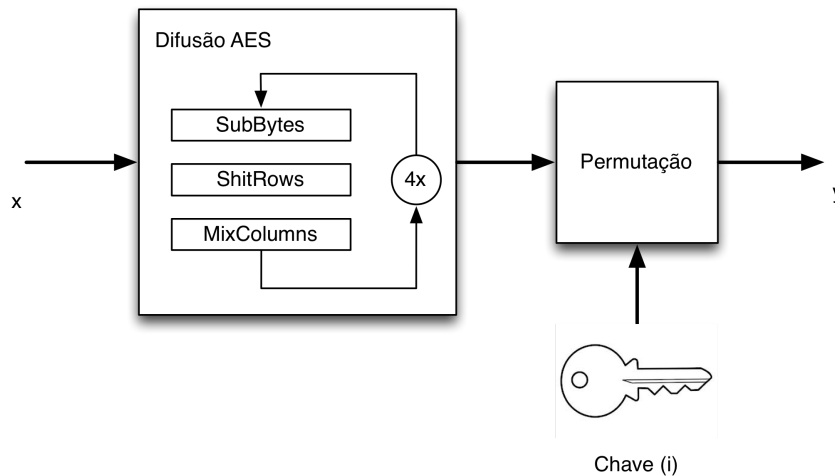 Difusão AES
SubBytes
ShitRows
MixColumns
4x
Permutação
x
y
Chave (i)